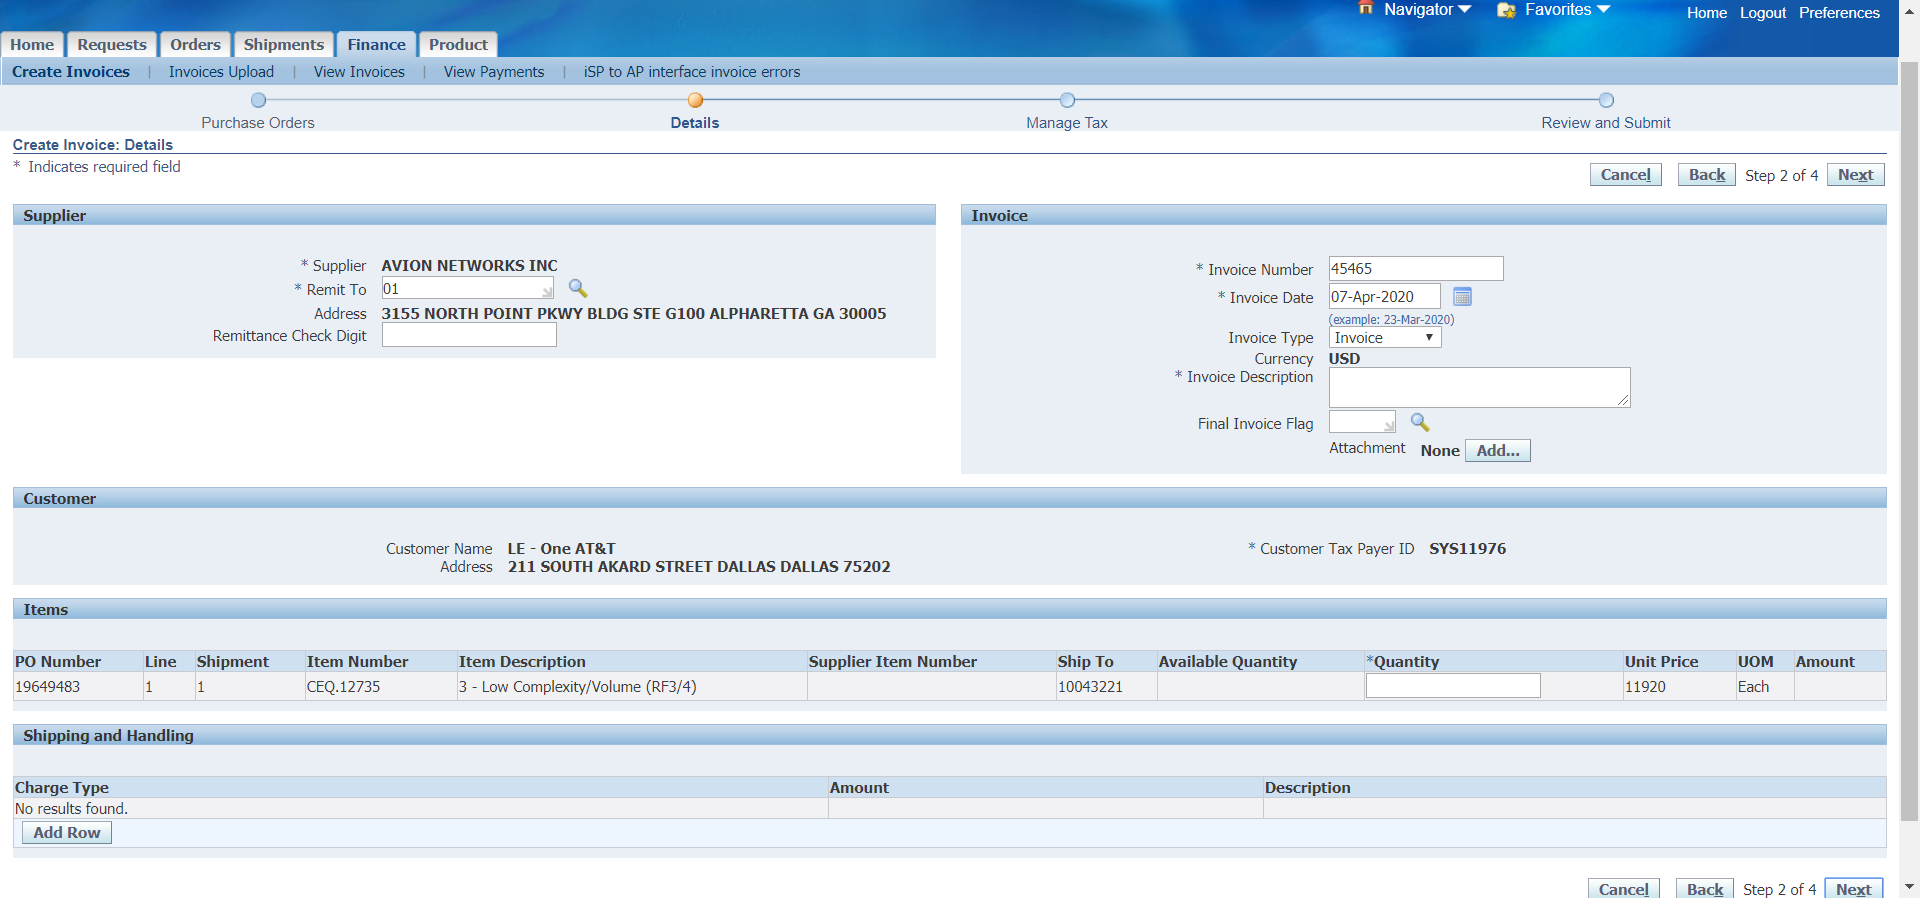 Navigator Favorites Home Logout Preferences
Home Requests Orders Shipments Finance Product
Create Invoices | Invoices Upload | View Invoices | View Payments | iSP to AP interface invoice errors
Purchase Orders Details Manage Tax Review and Submit
Create Invoice: Details
* Indicates required field
Cancel Back Step 2 of 4 Next
Supplier
* Supplier AVION NETWORKS INC
* Remit To 01
Address 3155 NORTH POINT PKWY BLDG STE G100 ALPHARETTA GA 30005
Remittance Check Digit
Invoice
* Invoice Number 45465
* Invoice Date 07-Apr-2020
(example: 23-Mar-2020)
Invoice Type Invoice
Currency USD
* Invoice Description
Final Invoice Flag
Attachment None Add...
Customer
Customer Name LE - One AT&T
Address 211 SOUTH AKARD STREET DALLAS DALLAS 75202
* Customer Tax Payer ID SYS11976
Items
PO Number Line Shipment Item Number Item Description Supplier Item Number Ship To Available Quantity *Quantity Unit Price UOM Amount
19649483 1 1 CEQ.12735 3 - Low Complexity/Volume (RF3/4) 10043221 11920 Each
Shipping and Handling
Charge Type Amount Description
No results found.
Add Row
Cancel Back Step 2 of 4 Next